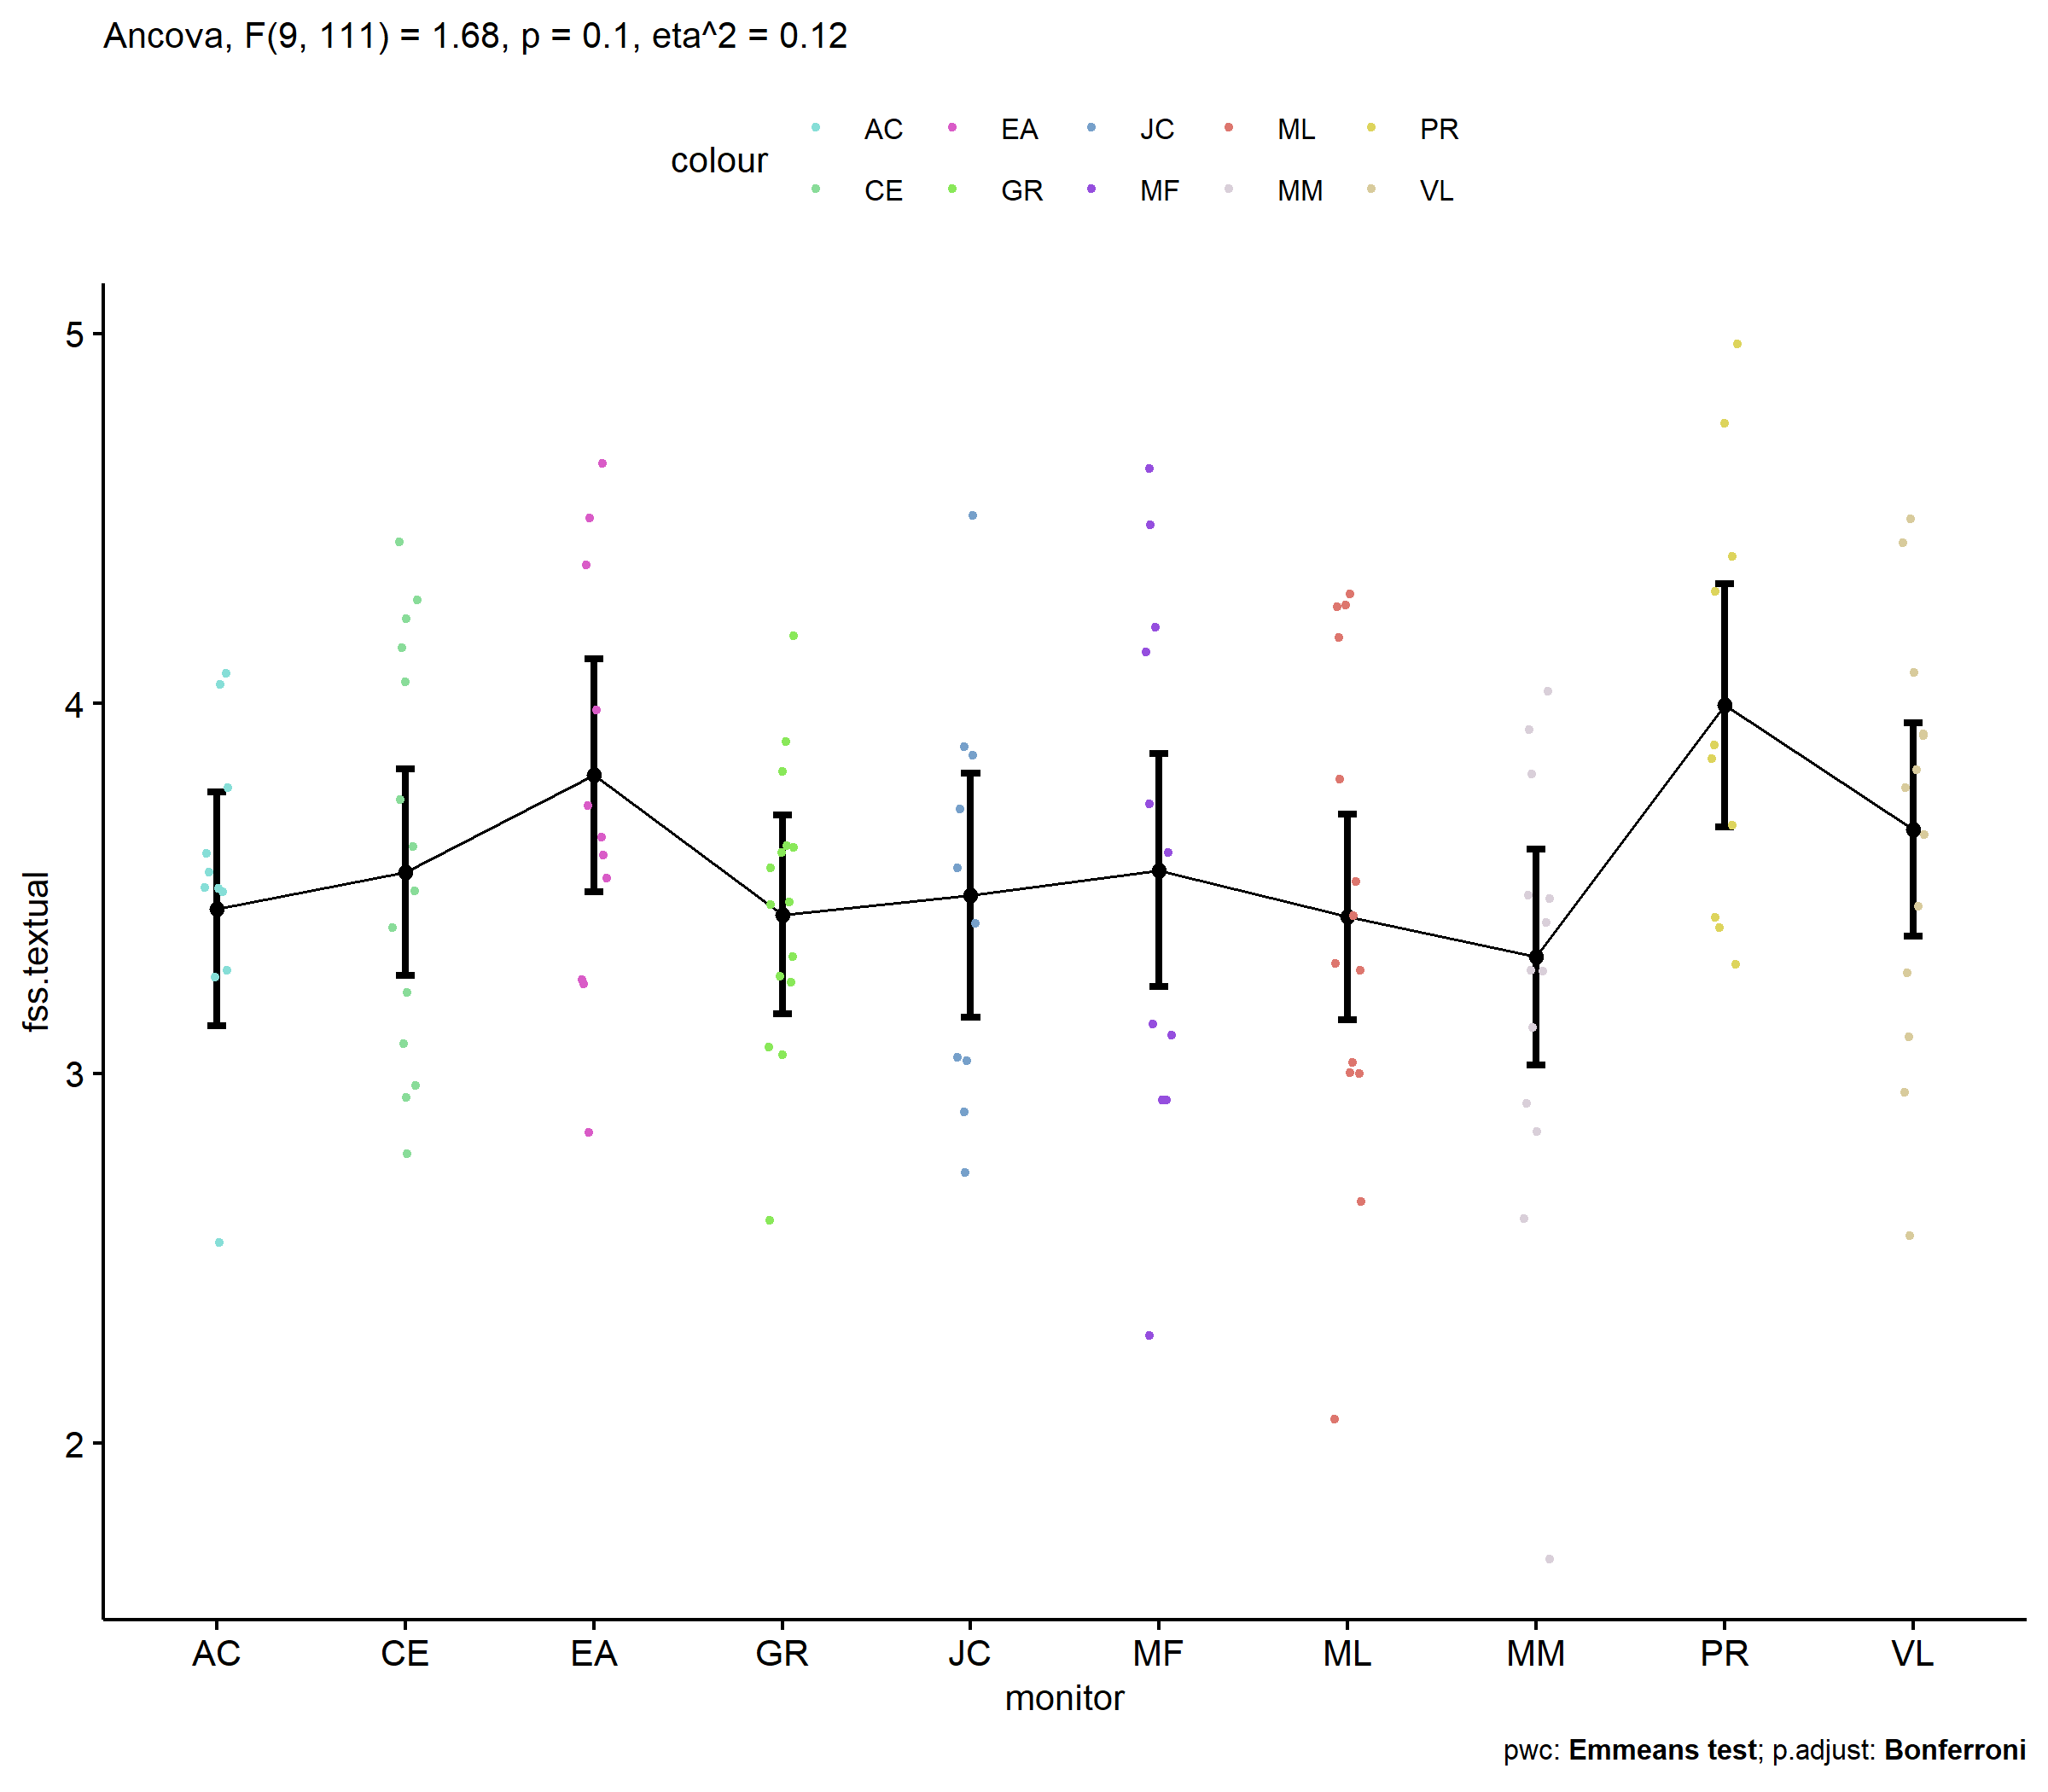 Ancova, F(9, 111) = 1.68, p = 0.1, eta^2 = 0.12
colour
AC EA JC ML PR
CE GR MF MM VL
fss.textual
5
4
3
2
AC CE EA GR JC MF ML MM PR VL
monitor
pwc: Emmeans test; p.adjust: Bonferroni